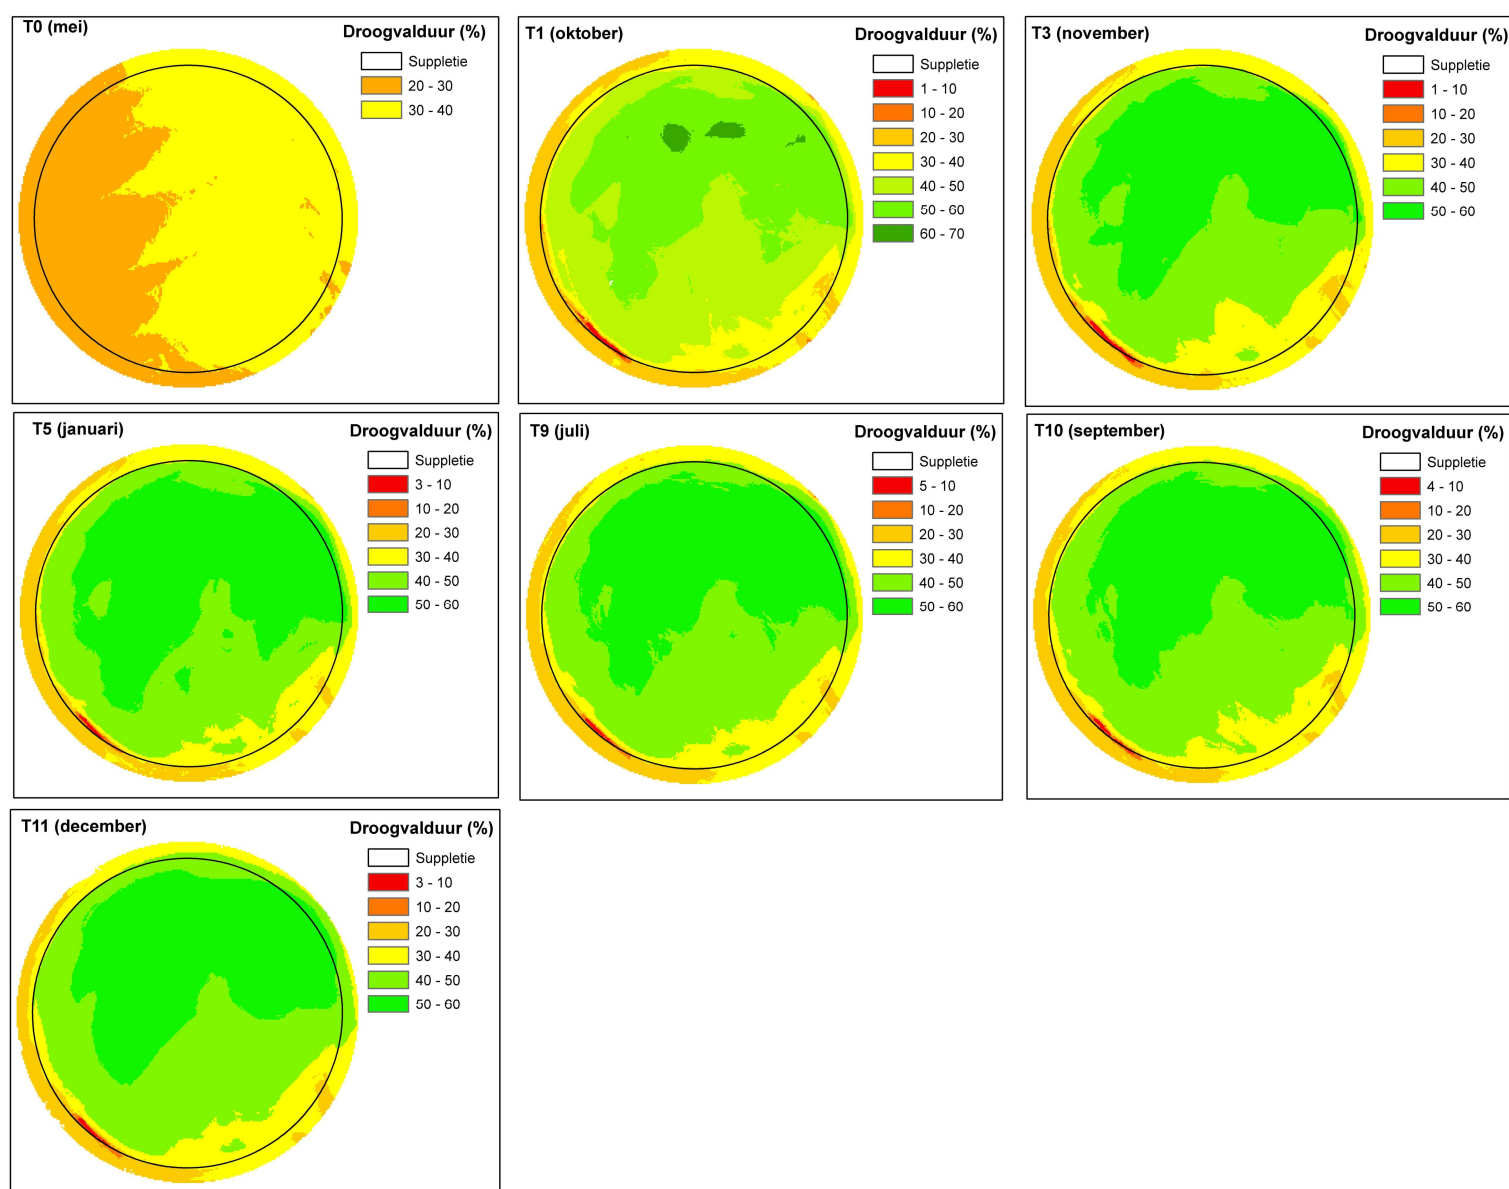 T0 (mei)
Droogvalduur (%)
Suppletie
20 - 30
30 - 40
T1 (oktober)
Droogvalduur (%)
Suppletie
1 - 10
10 - 20
20 - 30
30 - 40
40 - 50
50 - 60
60 - 70
T3 (november)
Droogvalduur (%)
Suppletie
1 - 10
10 - 20
20 - 30
30 - 40
40 - 50
50 - 60
T5 (januari)
Droogvalduur (%)
Suppletie
3 - 10
10 - 20
20 - 30
30 - 40
40 - 50
50 - 60
T9 (juli)
Droogvalduur (%)
Suppletie
5 - 10
10 - 20
20 - 30
30 - 40
40 - 50
50 - 60
T10 (september)
Droogvalduur (%)
Suppletie
4 - 10
10 - 20
20 - 30
30 - 40
40 - 50
50 - 60
T11 (december)
Droogvalduur (%)
Suppletie
3 - 10
10 - 20
20 - 30
30 - 40
40 - 50
50 - 60